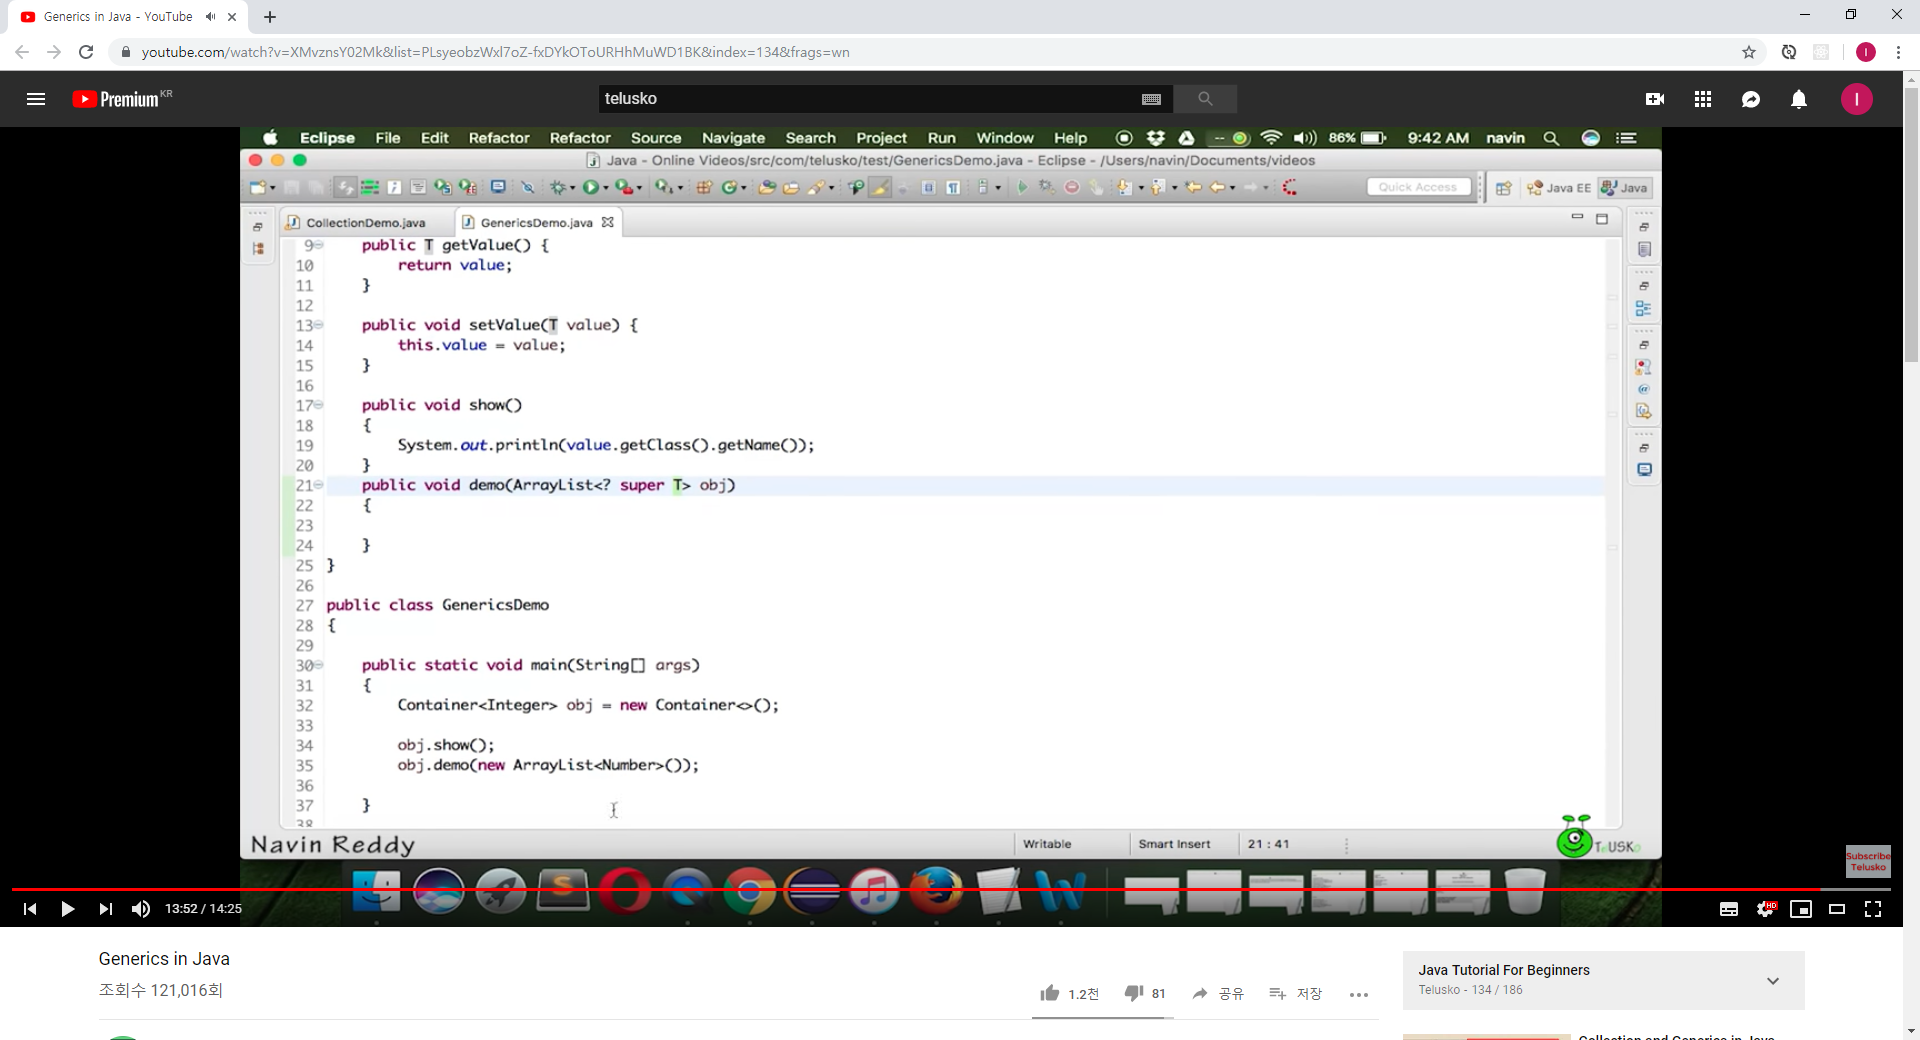 Generics in Java - YouTube
youtube.com/watch?v=XMvznsY02Mk&list=PLsyeobzWxl7oZ-fxDYkOToURHhMuWD1BK&index=134&frags=wn
I
Premium KR
telusko
I
Eclipse File Edit Refactor Refactor Source Navigate Search Project Run Window Help -- 86% 9:42 AM navin
Java - Online Videos/src/com/telusko/test/GenericsDemo.java - Eclipse - /Users/navin/Documents/videos
Quick Access Java EE Java
CollectionDemo.java GenericsDemo.java
9 public T getValue() {
10 return value;
11 }
12
13 public void setValue(T value) {
14 this.value = value;
15 }
16
17 public void show()
18 {
19 System.out.println(value.getClass().getName());
20 }
21 public void demo(ArrayList<? super T> obj)
22 {
23
24 }
25 }
26
27 public class GenericsDemo
28 {
29
30 public static void main(String[] args)
31 {
32 Container<Integer> obj = new Container<>();
33
34 obj.show();
35 obj.demo(new ArrayList<Number>());
36
37 }
38
Navin Reddy Writable Smart Insert 21 : 41 TeUSKo
Subscribe
Telusko
13:52 / 14:25 HD
Generics in Java
조회수 121,016회
1.2천 81 공유 저장
Java Tutorial For Beginners
Telusko - 134 / 186
Collection and Generics in Java